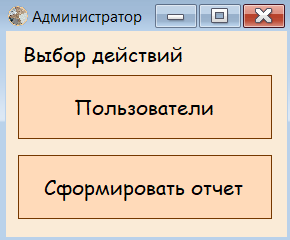 Администратор
Выбор действий
Пользователи
Сформировать отчет